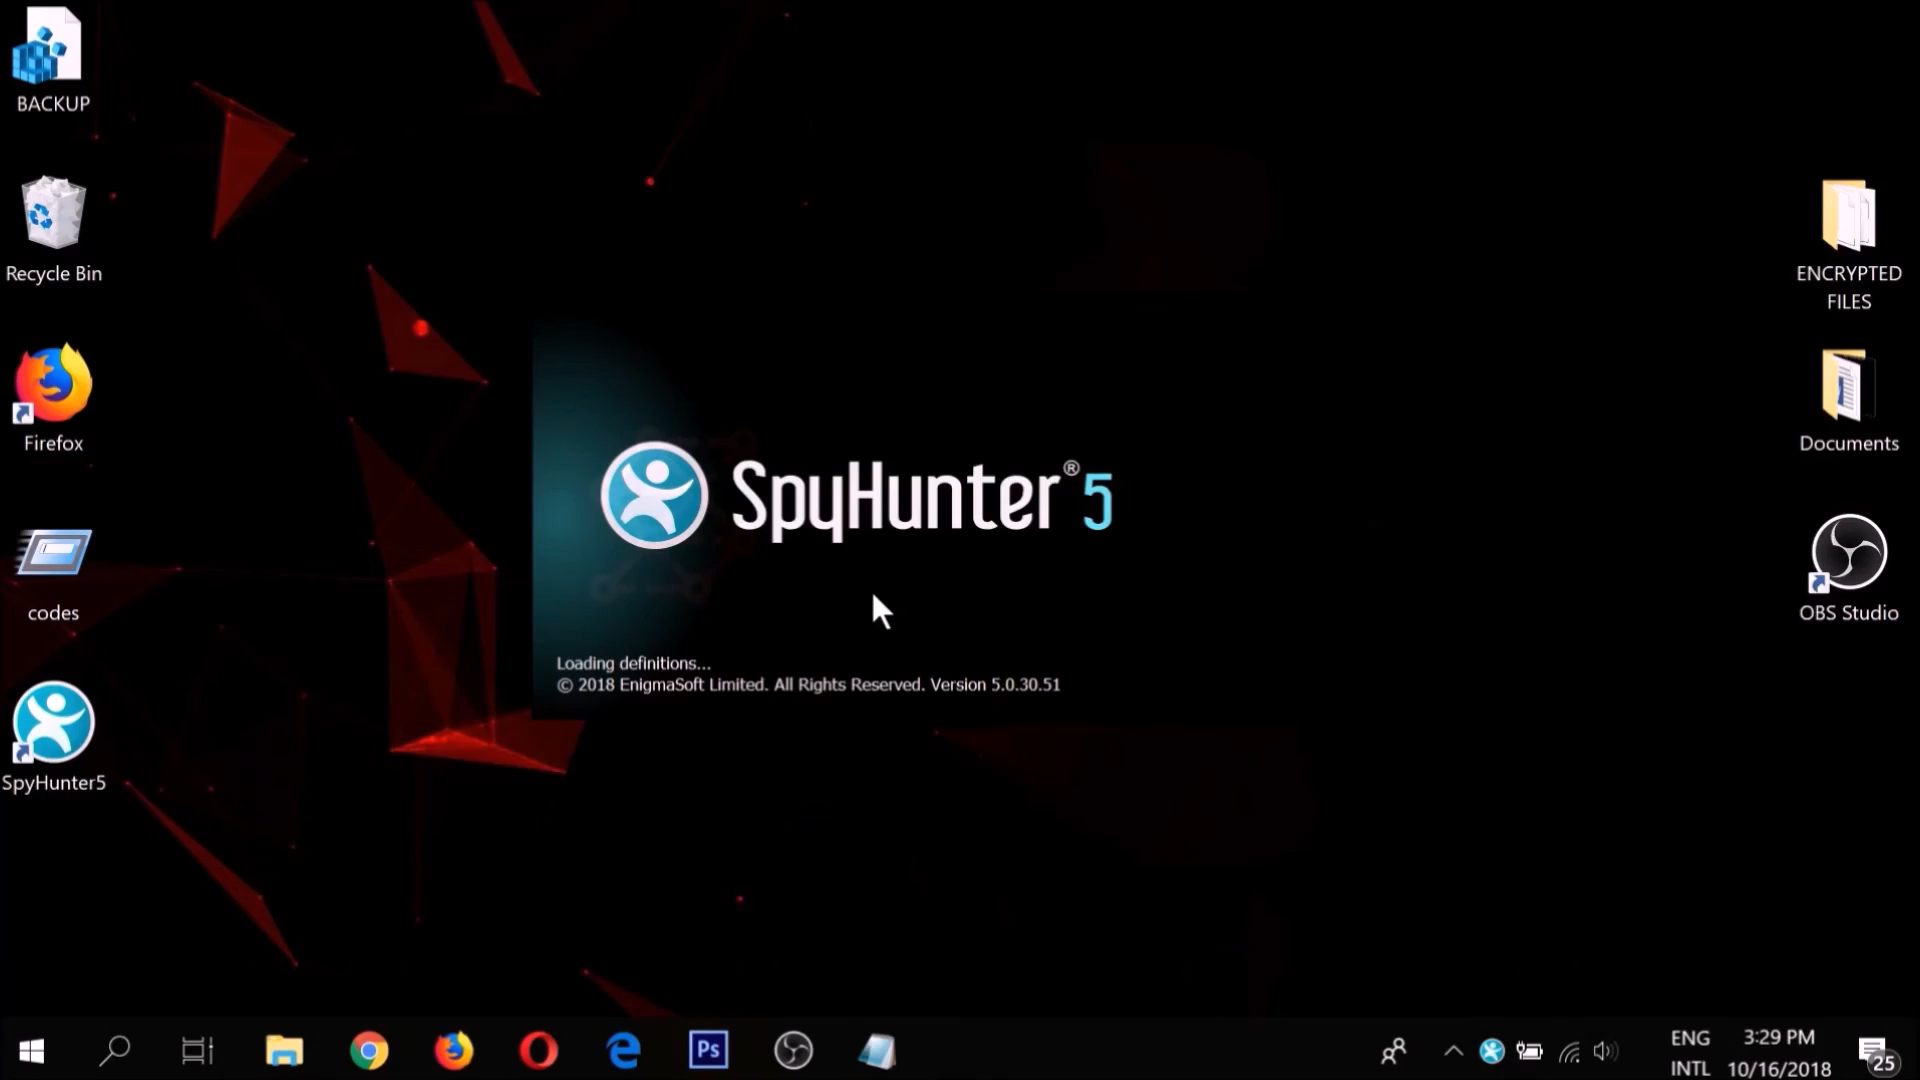 BACKUP
Recycle Bin
Firefox
codes
SpyHunter5
SpyHunter®5
Loading definitions...
© 2018 EnigmaSoft Limited. All Rights Reserved. Version 5.0.30.51
ENCRYPTED
FILES
Documents
OBS Studio
Ps
ENG
INTL
3:29 PM
10/16/2018
25